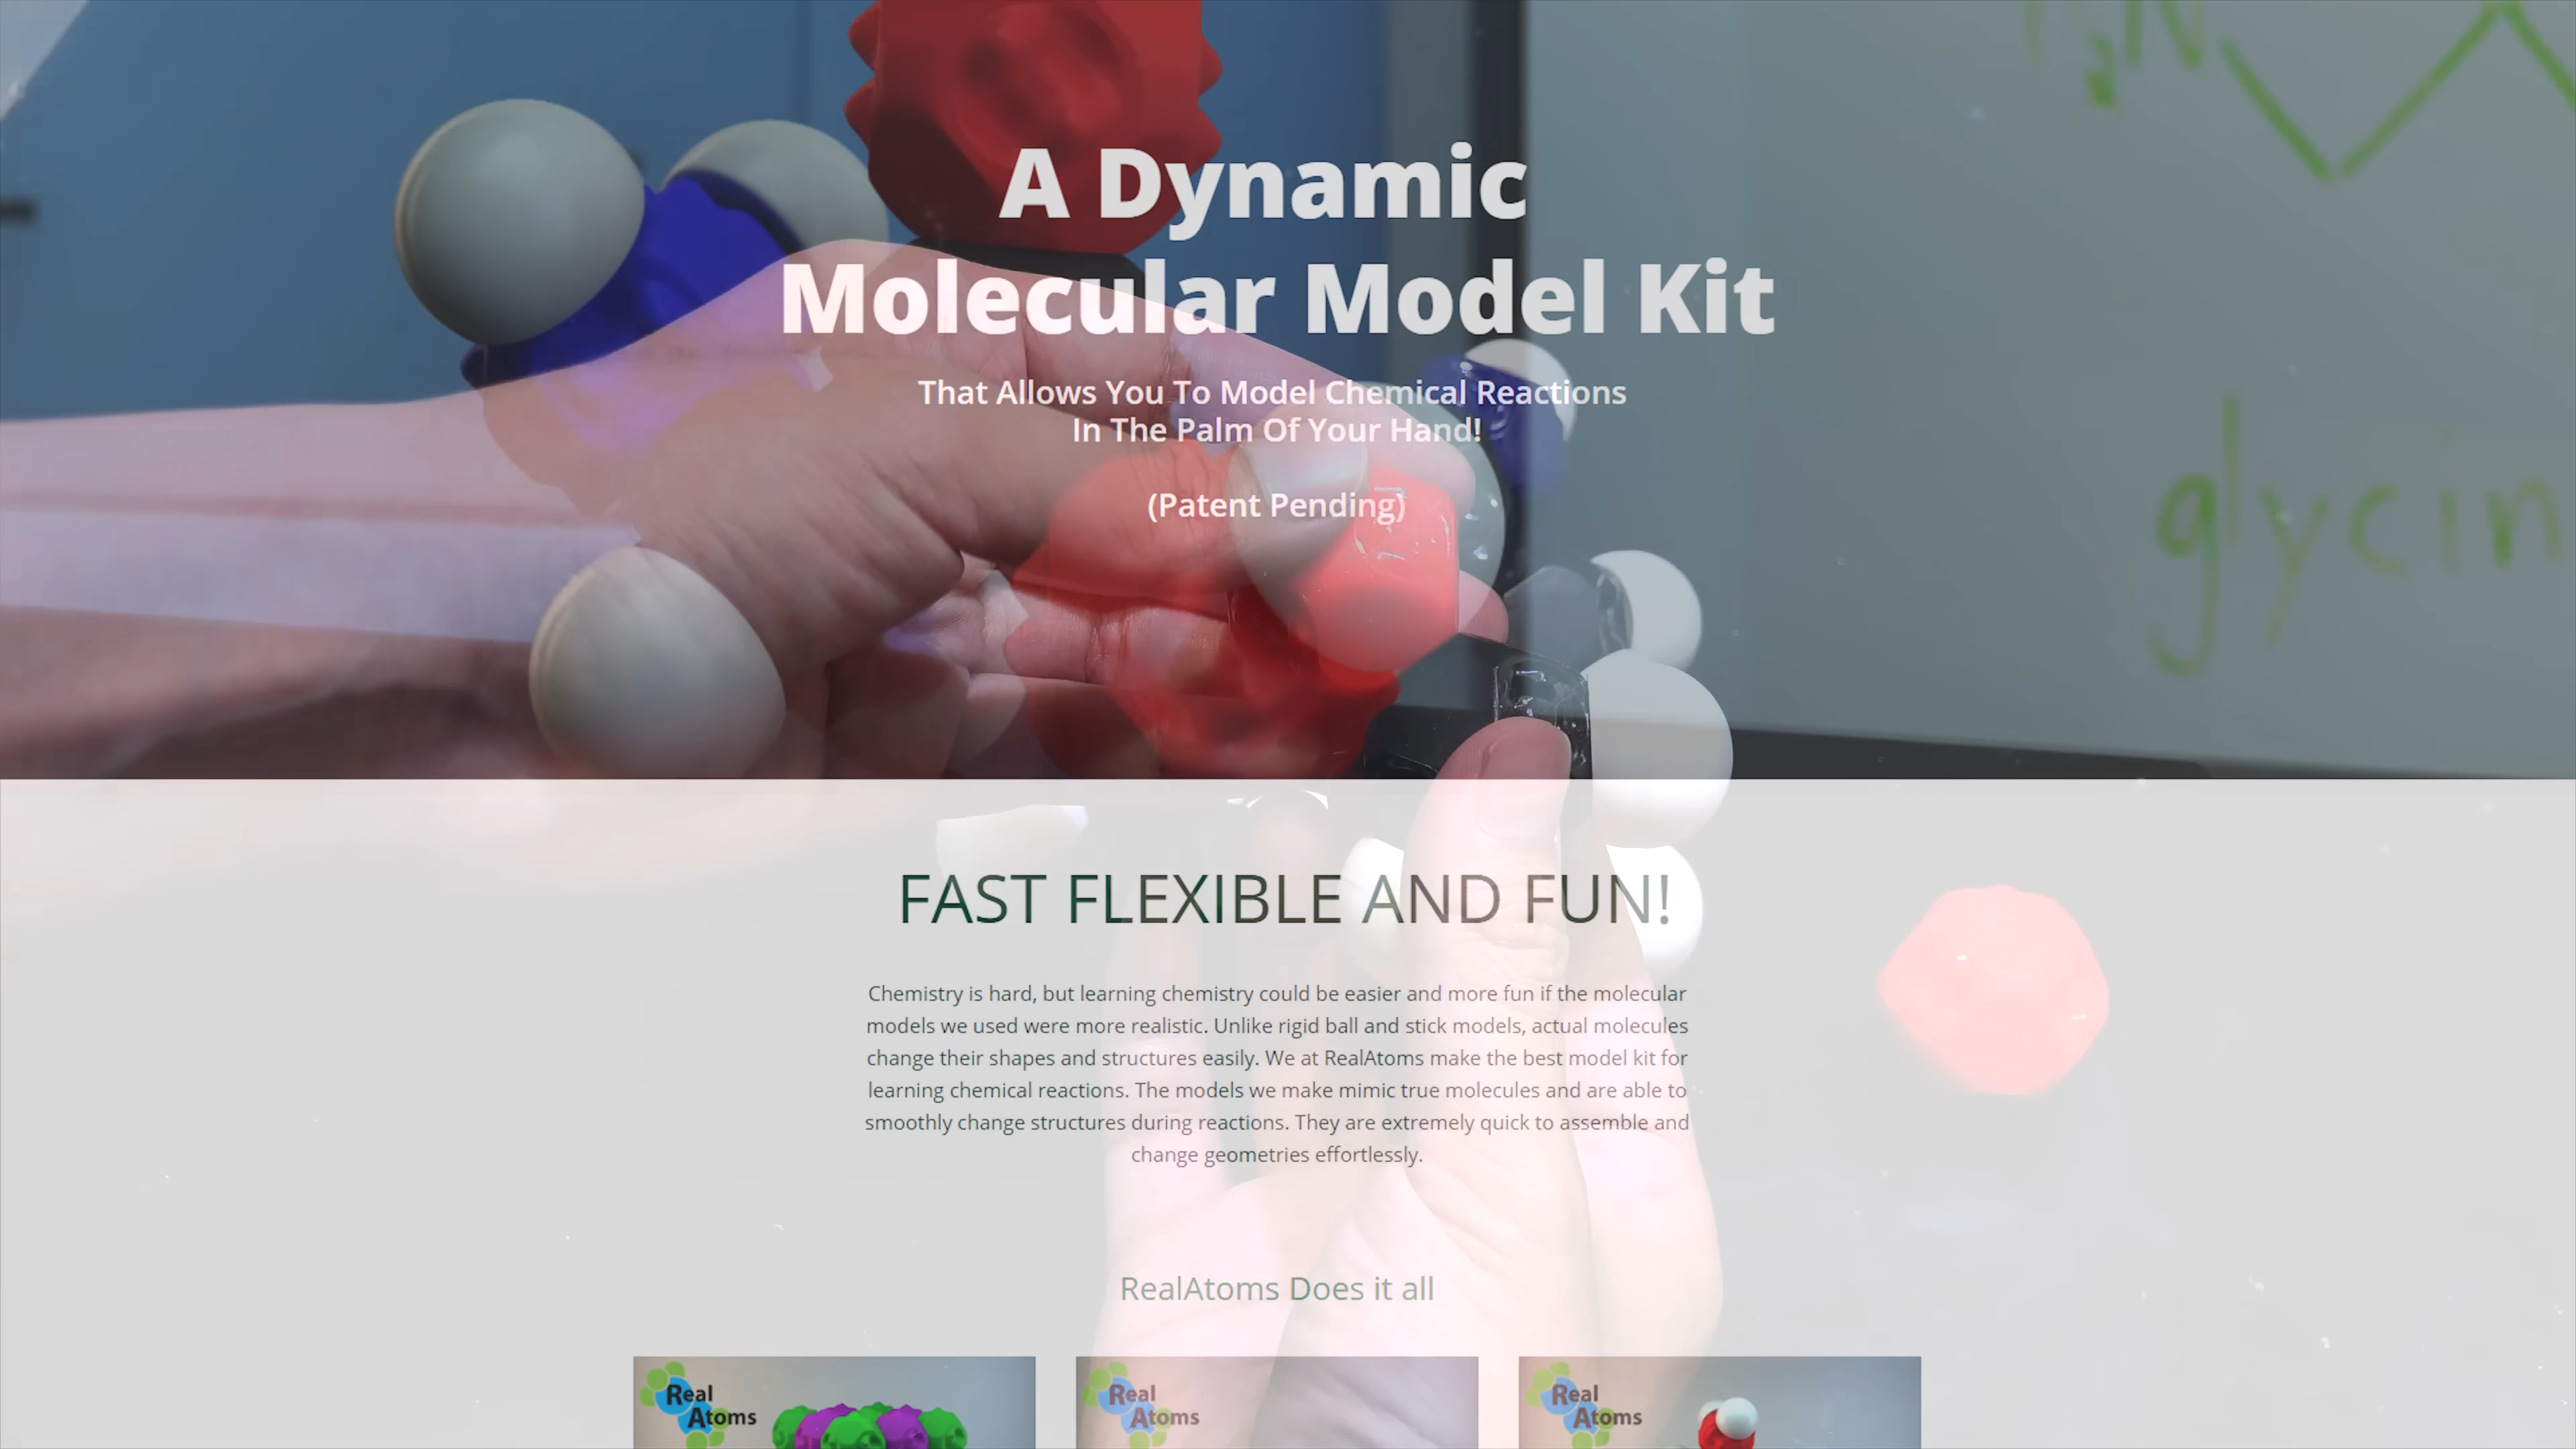 A Dynamic
Molecular Model Kit
That Allows You To Model Chemical Reactions
In The Palm Of Your Hand!
(Patent Pending)
glycin
FAST FLEXIBLE AND FUN!
Chemistry is hard, but learning chemistry could be easier and more fun if the molecular
models we used were more realistic. Unlike rigid ball and stick models, actual molecules
change their shapes and structures easily. We at RealAtoms make the best model kit for
learning chemical reactions. The models we make mimic true molecules and are able to
smoothly change structures during reactions. They are extremely quick to assemble and
change geometries effortlessly.
RealAtoms Does it all
Real
Atoms
Real
Atoms
Real
Atoms